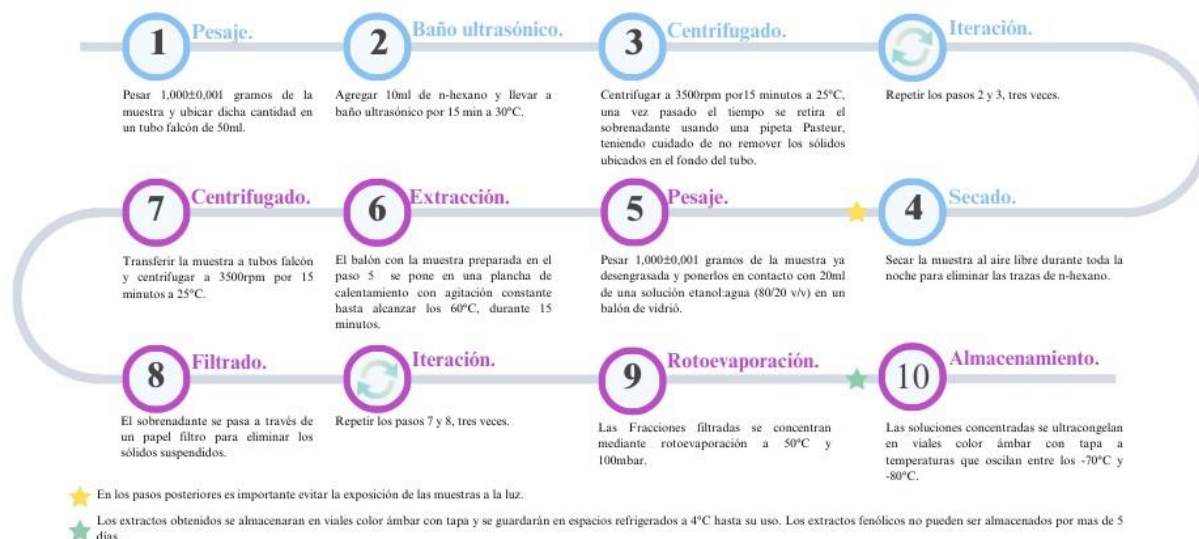 1
Pesaje.
Pesar 1,000±0,001 gramos de la
muestra y ubicar dicha cantidad en
un tubo falcón de 50ml.
2
Baño ultrasónico.
Agregar 10ml de n-hexano y llevar a
baño ultrasónico por 15 min a 30°C.
3
Centrifugado.
Centrifugar a 3500rpm por15 minutos a 25°C,
una vez pasado el tiempo se retira el
sobrenadante usando una pipeta Pasteur,
teniendo cuidado de no remover los sólidos
ubicados en el fondo del tubo.
Iteración.
Repetir los pasos 2 y 3, tres veces.
4
Secado.
Secar la muestra al aire libre durante toda la
noche para eliminar las trazas de n-hexano.
5
Pesaje.
Pesar 1,000±0,001 gramos de la muestra ya
desengrasada y ponerlos en contacto con 20ml
de una solución etanol:agua (80/20 v/v) en un
balón de vidrió.
6
Extracción.
El balón con la muestra preparada en el
paso 5 se pone en una plancha de
calentamiento con agitación constante
hasta alcanzar los 60°C, durante 15
minutos.
7
Centrifugado.
Transferir la muestra a tubos falcón
y centrifugar a 3500rpm por 15
minutos a 25°C.
8
Filtrado.
El sobrenadante se pasa a través de
un papel filtro para eliminar los
sólidos suspendidos.
Iteración.
Repetir los pasos 7 y 8, tres veces.
9
Rotoevaporación.
Las Fracciones filtradas se concentran
mediante rotoevaporación a 50°C y
100mbar.
10
Almacenamiento.
Las soluciones concentradas se ultracongelan
en viales color ámbar con tapa a
temperaturas que oscilan entre los -70°C y
-80°C.
En los pasos posteriores es importante evitar la exposición de las muestras a la luz.
Los extractos obtenidos se almacenaran en viales color ámbar con tapa y se guardarán en espacios refrigerados a 4°C hasta su uso. Los extractos fenólicos no pueden ser almacenados por mas de 5
días.